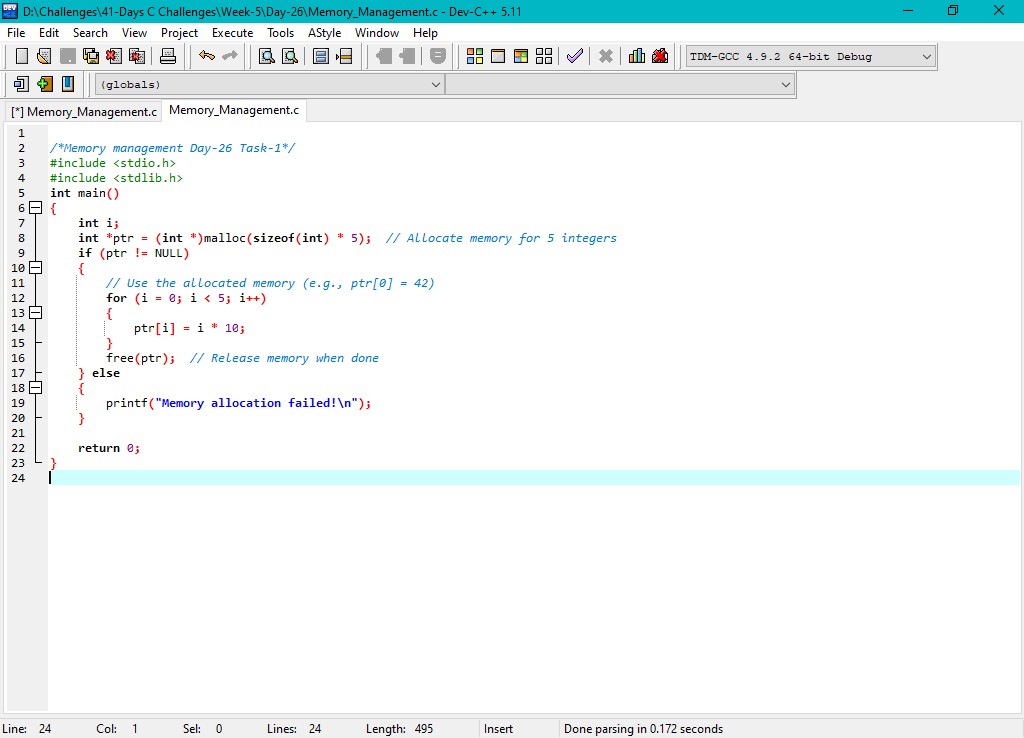 D:\Challenges\41-Days C Challenges\Week-5\Day-26\Memory_Management.c - Dev-C++ 5.11
File Edit Search View Project Execute Tools AStyle Window Help
TDM-GCC 4.9.2 64-bit Debug
(globals)
[*] Memory_Management.c Memory_Management.c
1
2 /*Memory management Day-26 Task-1*/
3 #include <stdio.h>
4 #include <stdlib.h>
5 int main()
6 {
7 int i;
8 int *ptr = (int *)malloc(sizeof(int) * 5); // Allocate memory for 5 integers
9 if (ptr != NULL)
10 {
11 // Use the allocated memory (e.g., ptr[0] = 42)
12 for (i = 0; i < 5; i++)
13 {
14 ptr[i] = i * 10;
15 }
16 free(ptr); // Release memory when done
17 } else
18 {
19 printf("Memory allocation failed!\n");
20 }
21
22 return 0;
23 }
24
Line: 24 Col: 1 Sel: 0 Lines: 24 Length: 495 Insert Done parsing in 0.172 seconds